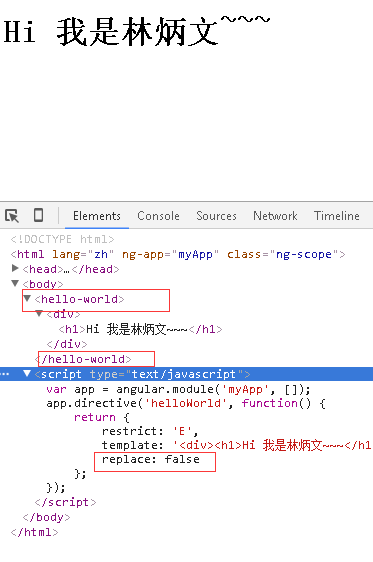 Hi 我是林炳文~~~
Elements Console Sources Network Timeline
<!DOCTYPE html>
<html lang="zh" ng-app="myApp" class="ng-scope">
<head>…</head>
<body>
<hello-world>
<div>
<h1>Hi 我是林炳文~~~</h1>
</div>
</hello-world>
<script type="text/javascript">
var app = angular.module('myApp', []);
app.directive('helloWorld', function() {
return {
restrict: 'E',
template: '<div><h1>Hi 我是林炳文~~~</h1
replace: false
};
});
</script>
</body>
</html>